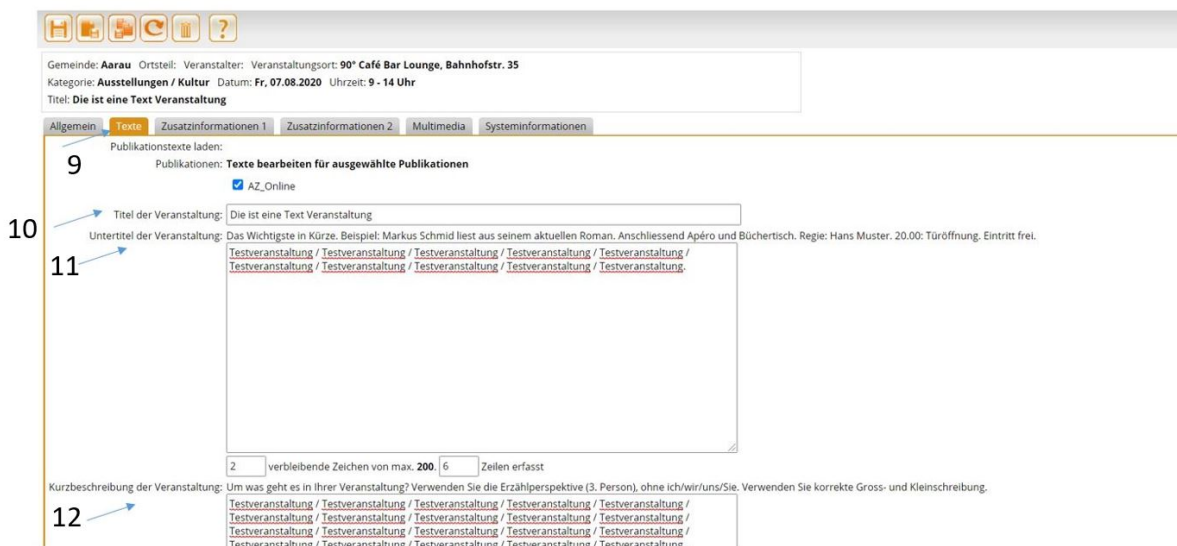 ?
Gemeinde: Aarau Ortsteil: Veranstalter: Veranstaltungsort: 90° Café Bar Lounge, Bahnhofstr. 35
Kategorie: Ausstellungen / Kultur Datum: Fr, 07.08.2020 Uhrzeit: 9 - 14 Uhr
Titel: Die ist eine Text Veranstaltung
Allgemein Texte Zusatzinformationen 1 Zusatzinformationen 2 Multimedia Systeminformationen
Publikationstexte laden:
9
Publikationen: Texte bearbeiten für ausgewählte Publikationen
AZ_Online
10
Titel der Veranstaltung: Die ist eine Text Veranstaltung
Untertitel der Veranstaltung: Das Wichtigste in Kürze. Beispiel: Markus Schmid liest aus seinem aktuellen Roman. Anschliessend Apéro und Büchertisch. Regie: Hans Muster. 20.00: Türöffnung. Eintritt frei.
11
Testveranstaltung / Testveranstaltung / Testveranstaltung / Testveranstaltung / Testveranstaltung /
Testveranstaltung / Testveranstaltung / Testveranstaltung / Testveranstaltung / Testveranstaltung.
2 verbleibende Zeichen von max. 200. 6 Zeilen erfasst
Kurzbeschreibung der Veranstaltung: Um was geht es in Ihrer Veranstaltung? Verwenden Sie die Erzählperspektive (3. Person), ohne ich/wir/uns/Sie. Verwenden Sie korrekte Gross- und Kleinschreibung.
12
Testveranstaltung / Testveranstaltung / Testveranstaltung / Testveranstaltung / Testveranstaltung /
Testveranstaltung / Testveranstaltung / Testveranstaltung / Testveranstaltung / Testveranstaltung /
Testveranstaltung / Testveranstaltung / Testveranstaltung / Testveranstaltung / Testveranstaltung /
Testveranstaltung / Testveranstaltung / Testveranstaltung / Testveranstaltung / Testveranstaltung